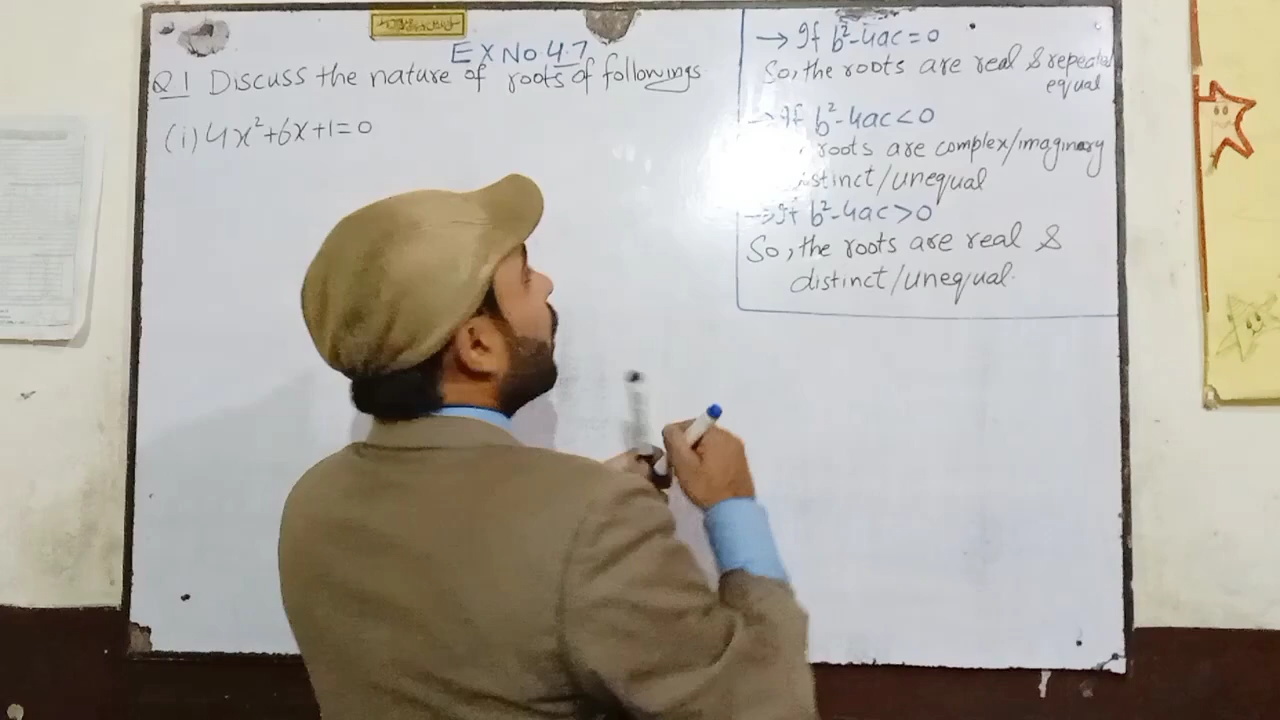 EX NO. 4.7
Q1 Discuss the nature of roots of followings
(i) 4x²+6x+1=0
→ If b²-4ac=0
So, the roots are real & repeated
equal
→ If b²-4ac<0
roots are complex/imaginary
distinct/unequal
→ If b²-4ac>0
So, the roots are real &
distinct/unequal.